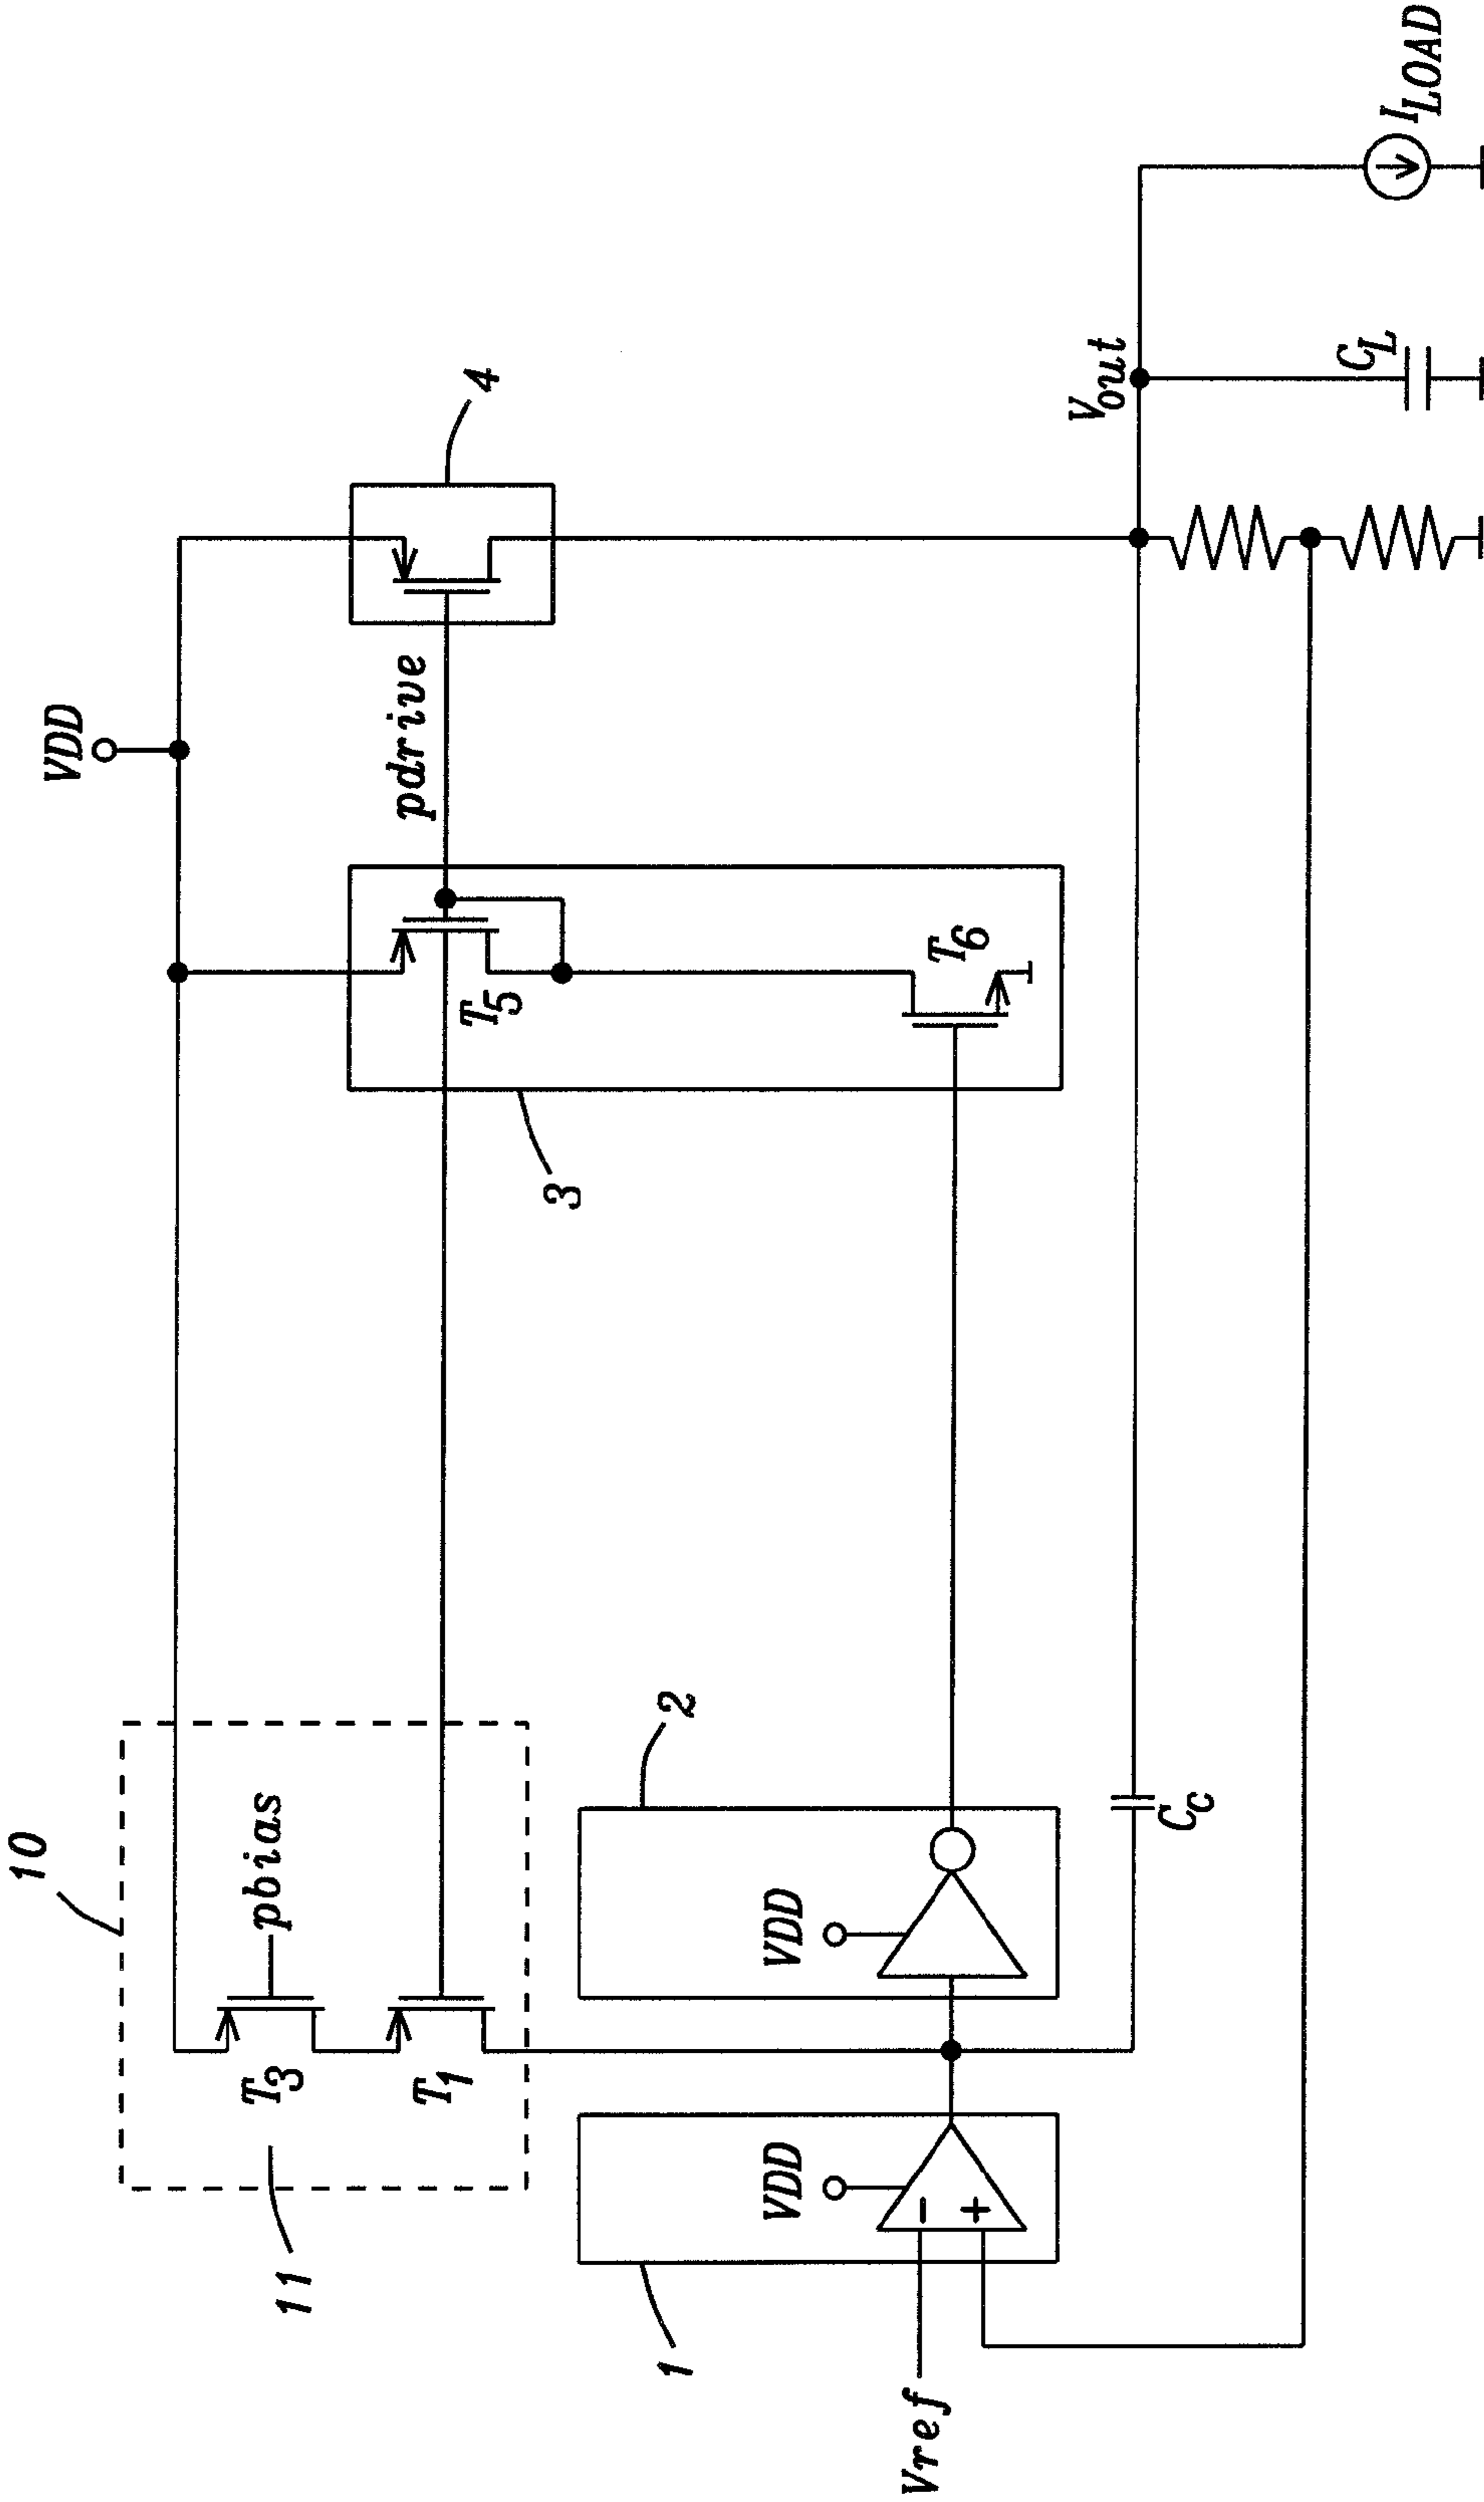 10
11
T3
pbias
T1
VDD
pdrive
4
T5
T6
3
Vref
1
VDD
VDD
2
CC
Vout
CL
ILOAD